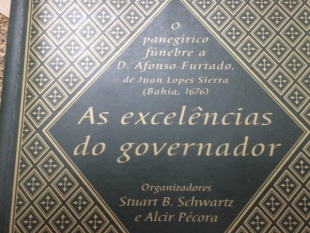 O
panegírico
fúnebre a
D. Afonso Furtado,
de Juan Lopes Sierra
(Bahia, 1676)
As excelências
do governador
Organizadores
Stuart B. Schwartz
e Alcir Pécora